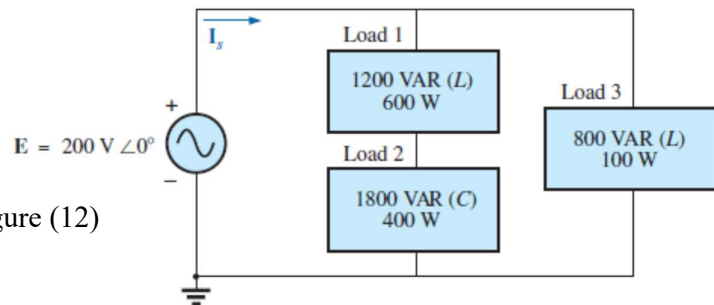 I_s
Load 1
1200 VAR (L)
600 W
Load 3
800 VAR (L)
100 W
+
E = 200 V ∠0°
−
Load 2
1800 VAR (C)
400 W
gure (12)